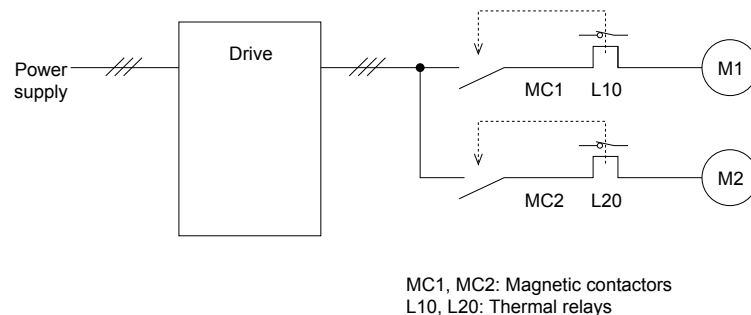 Power
supply
Drive
MC1
L10
M1
MC2
L20
M2
MC1, MC2: Magnetic contactors
L10, L20: Thermal relays